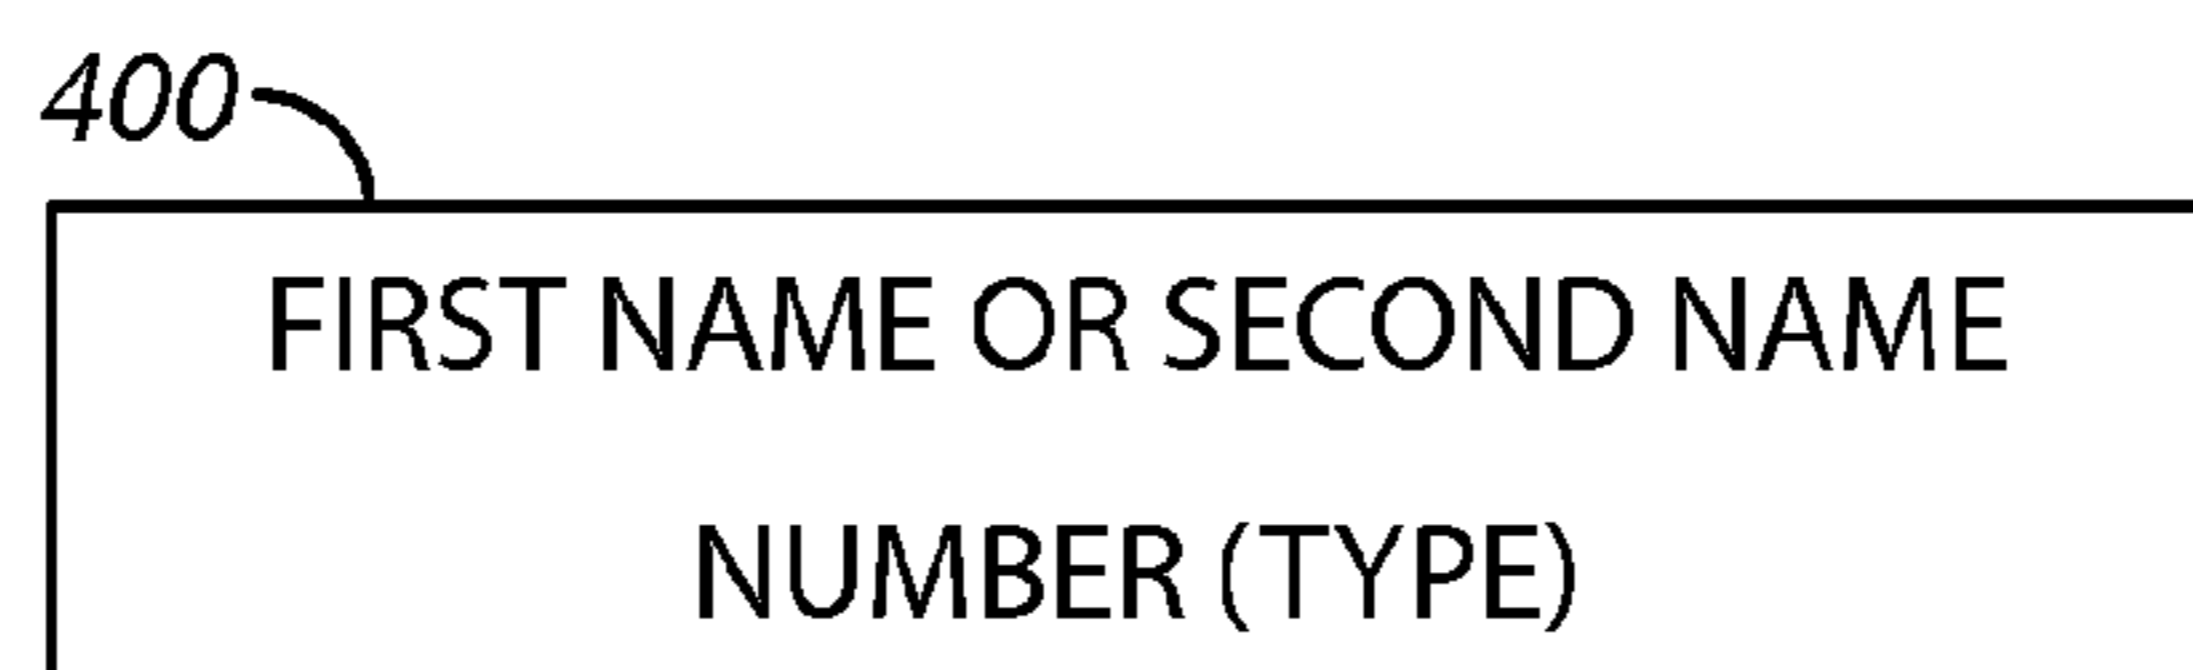 400
FIRST NAME OR SECOND NAME
NUMBER (TYPE)